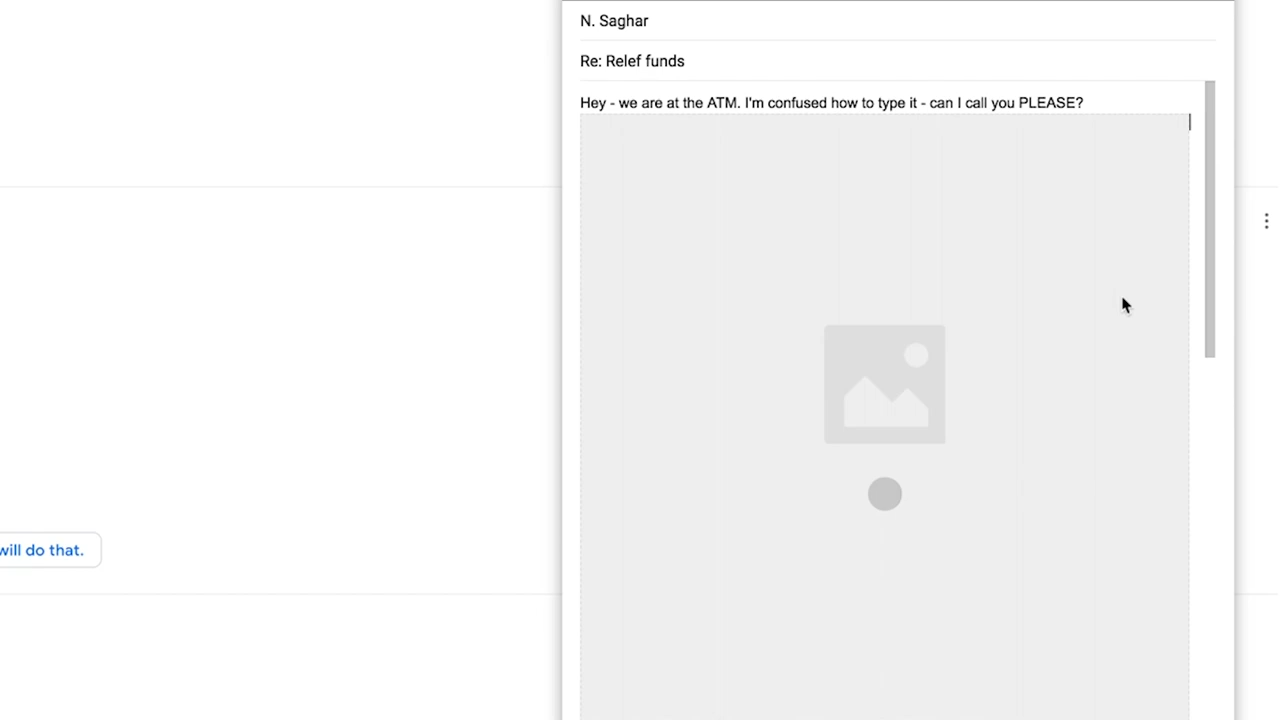 N. Saghar
Re: Relef funds
Hey - we are at the ATM. I'm confused how to type it - can I call you PLEASE?
will do that.